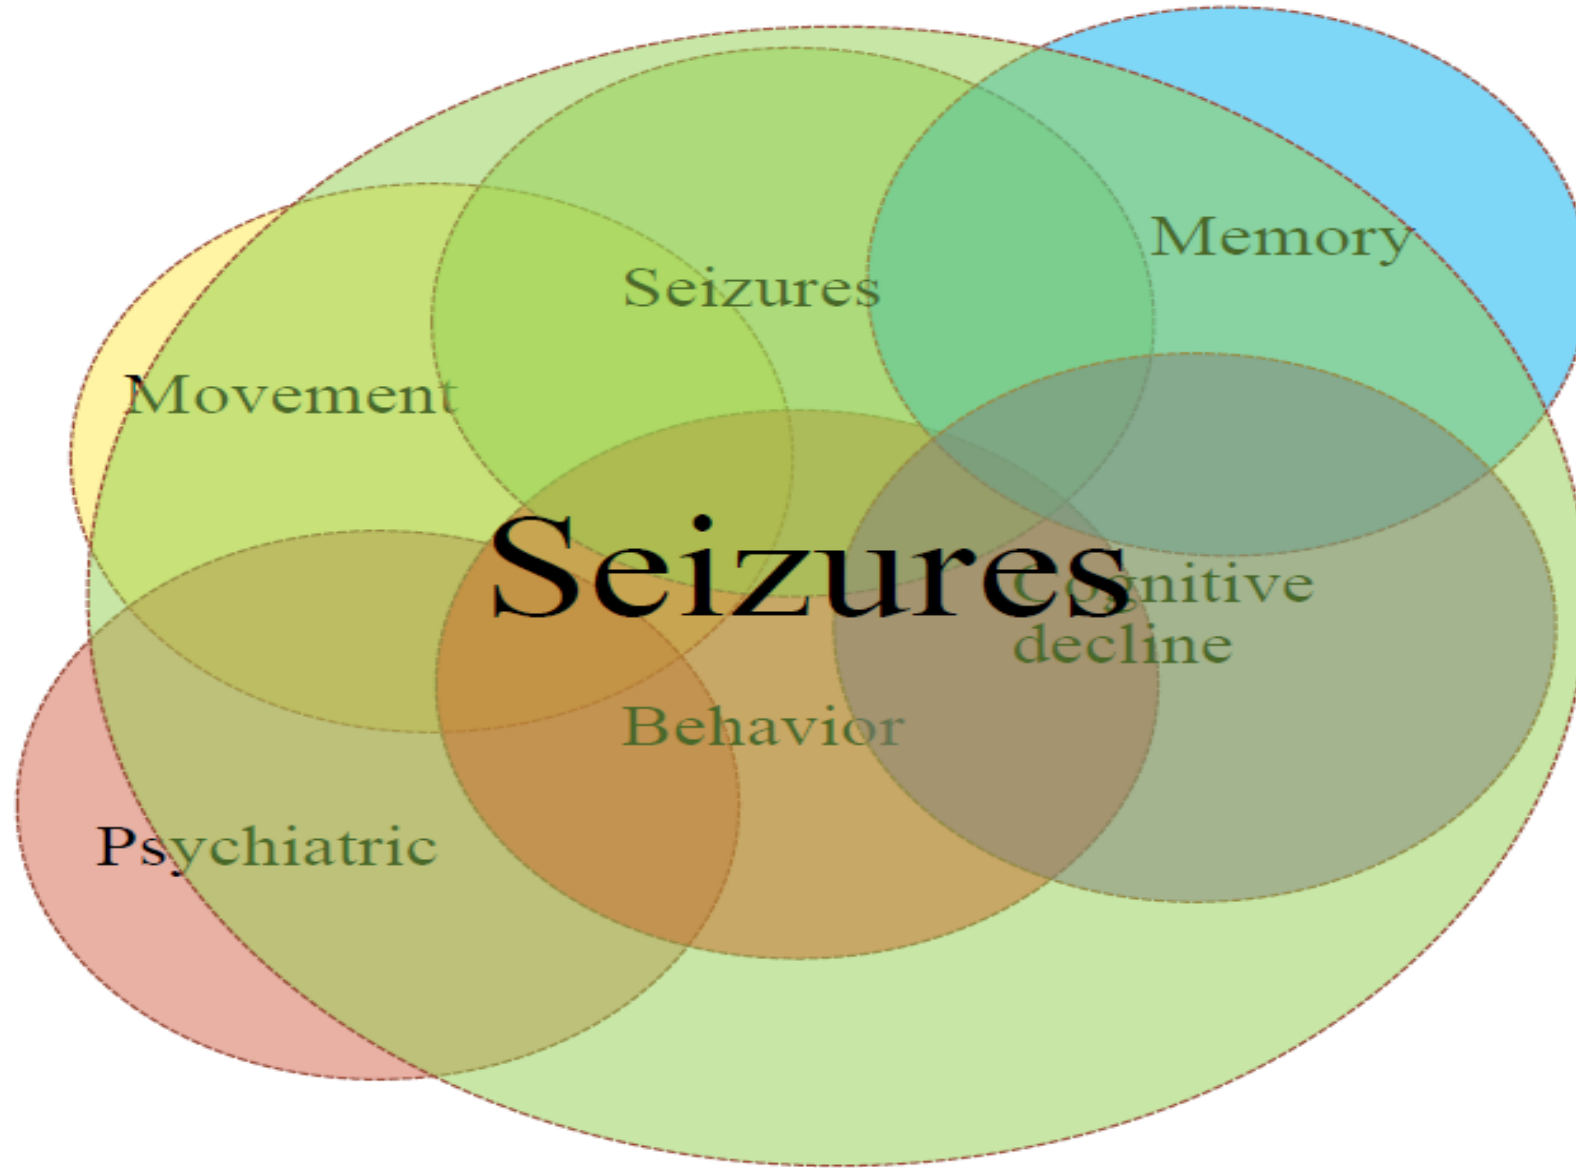 Memory
Seizures
Movement
Seizures
Cognitive
decline
Behavior
Psychiatric